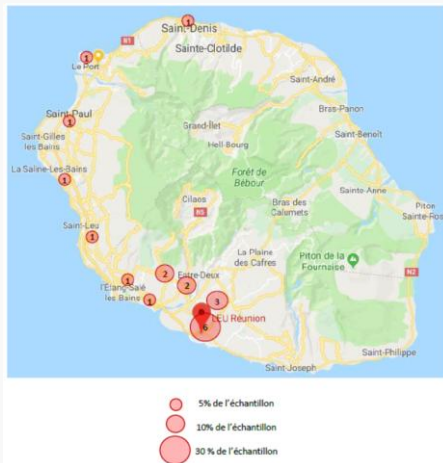 1
Saint-Denis
R1
Sainte-Clotilde
1
Le Port
Saint-André
1
Saint-Paul
Bras-Panon
Grand-Îlet
Saint-Gilles
les Bains
Hell-Bourg
Saint-Benoît
Forêt de
Bébour
1
La Saline-Les-Bains
Cilaos
Sainte-Anne
Bras des
Calumets
Piton
Sainte-Ros
N5
1
Saint-Leu
La Plaine
des Cafres
Piton de la
Fournaise
N2
2
Entre-Deux
1
2
l'Étang-Salé
les Bains
1
3
LEU Réunion
6
Saint-Philippe
Saint-Joseph
5% de l'échantillon
10% de l'échantillon
30 % de l'échantillon